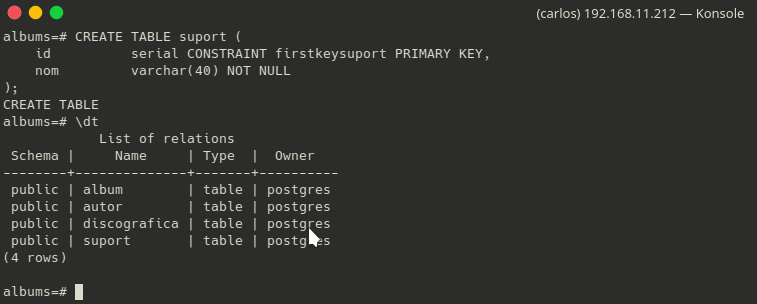 (carlos) 192.168.11.212 — Konsole
albums=# CREATE TABLE suport (
    id          serial CONSTRAINT firstkeysuport PRIMARY KEY,
    nom         varchar(40) NOT NULL
);
CREATE TABLE
albums=# \dt
            List of relations
 Schema |     Name     | Type  |  Owner
--------+--------------+-------+----------
 public | album        | table | postgres
 public | autor        | table | postgres
 public | discografica | table | postgres
 public | suport       | table | postgres
(4 rows)
albums=#